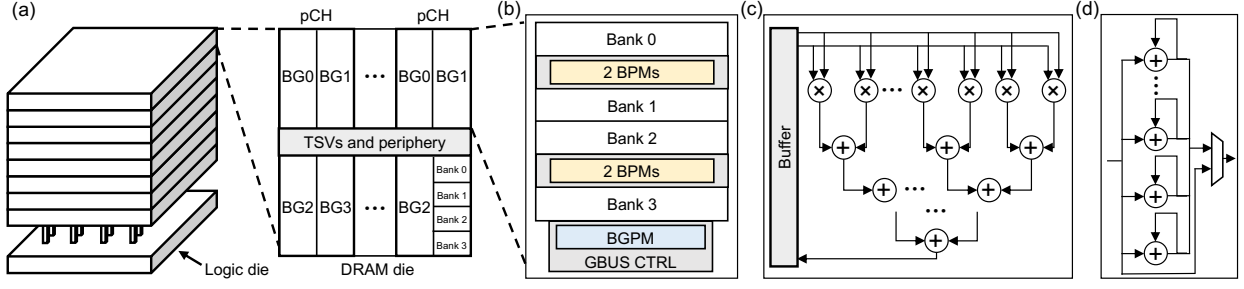 (a)
pCH
pCH
BG0 BG1 ••• BG0 BG1
TSVs and periphery
BG2 BG3 ••• BG2
Bank 0
Bank 1
Bank 2
Bank 3
Logic die
DRAM die
(b)
Bank 0
2 BPMs
Bank 1
Bank 2
2 BPMs
Bank 3
BGPM
GBUS CTRL
(c)
Buffer
(d)